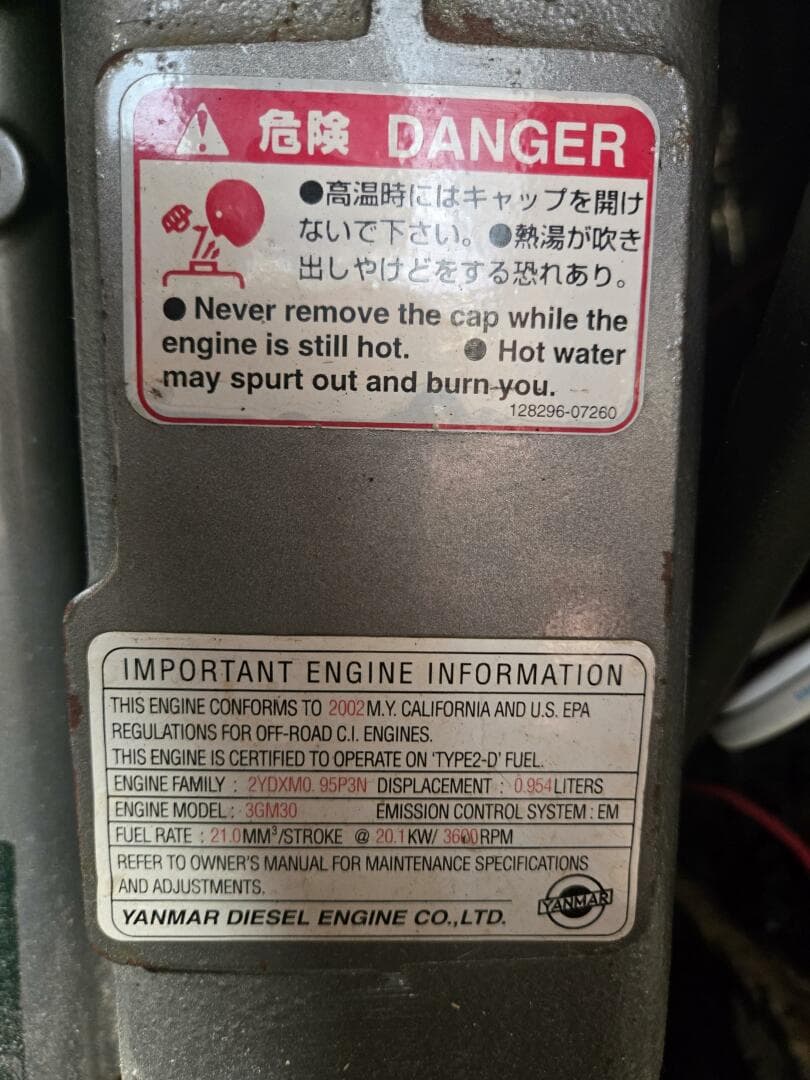 危険 DANGER
●高温時にはキャップを開け
ないで下さい。●熱湯が吹き
出しやけどをする恐れあり。
● Never remove the cap while the
engine is still hot. ● Hot water
may spurt out and burn you.
128296-07260
IMPORTANT ENGINE INFORMATION
THIS ENGINE CONFORMS TO 2002 M.Y. CALIFORNIA AND U.S. EPA
REGULATIONS FOR OFF-ROAD C.I. ENGINES.
THIS ENGINE IS CERTIFIED TO OPERATE ON 'TYPE2-D' FUEL.
ENGINE FAMILY : 2YDXM0. 95P3N DISPLACEMENT : 0.954 LITERS
ENGINE MODEL : 3GM30 EMISSION CONTROL SYSTEM : EM
FUEL RATE : 21.0 MM³/STROKE @ 20.1 KW/ 3600 RPM
REFER TO OWNER'S MANUAL FOR MAINTENANCE SPECIFICATIONS
AND ADJUSTMENTS.
YANMAR DIESEL ENGINE CO.,LTD.
YANMAR